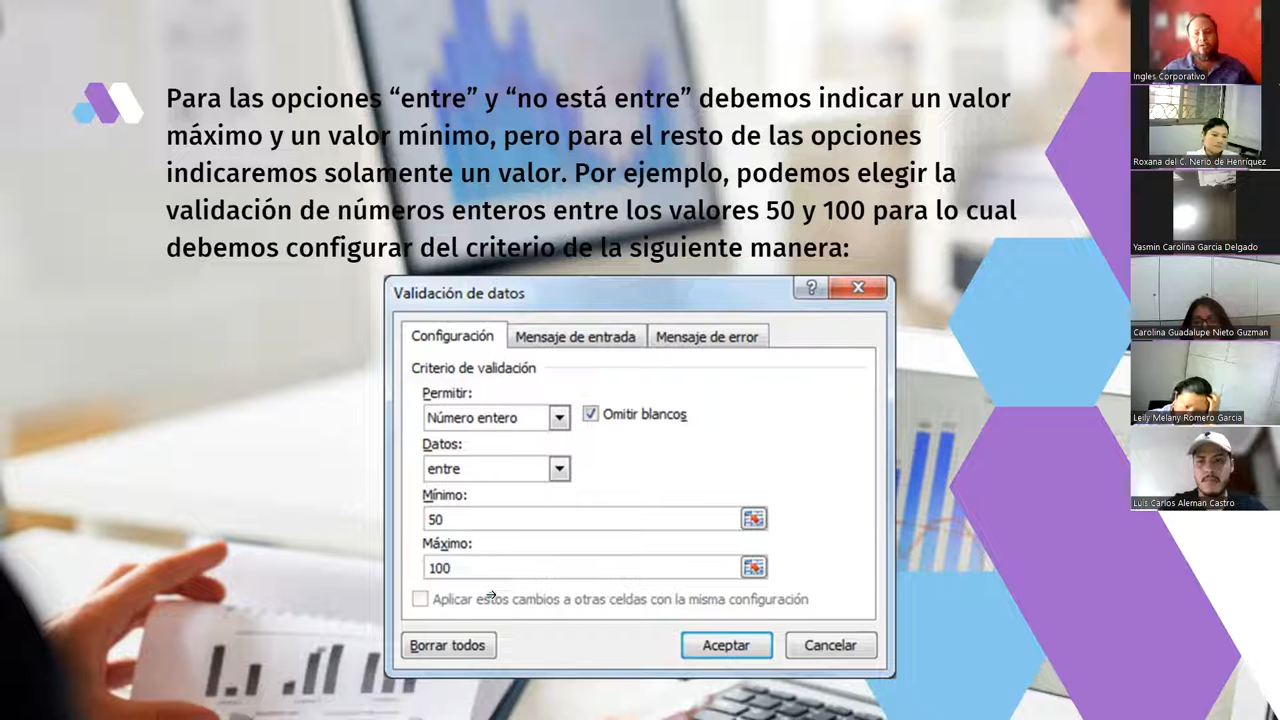 Para las opciones “entre” y “no está entre” debemos indicar un valor
máximo y un valor mínimo, pero para el resto de las opciones
indicaremos solamente un valor. Por ejemplo, podemos elegir la
validación de números enteros entre los valores 50 y 100 para lo cual
debemos configurar del criterio de la siguiente manera:
Validación de datos
Configuración
Mensaje de entrada
Mensaje de error
Criterio de validación
Permitir:
Número entero
Omitir blancos
Datos:
entre
Mínimo:
50
Máximo:
100
Aplicar estos cambios a otras celdas con la misma configuración
Borrar todos
Aceptar
Cancelar
Ingles Corporativo
Roxana del C. Nerio de Henríquez
Yasmin Carolina Garcia Delgado
Carolina Guadalupe Nieto Guzman
Leily Melany Romero Garcia
Luis Carlos Aleman Castro